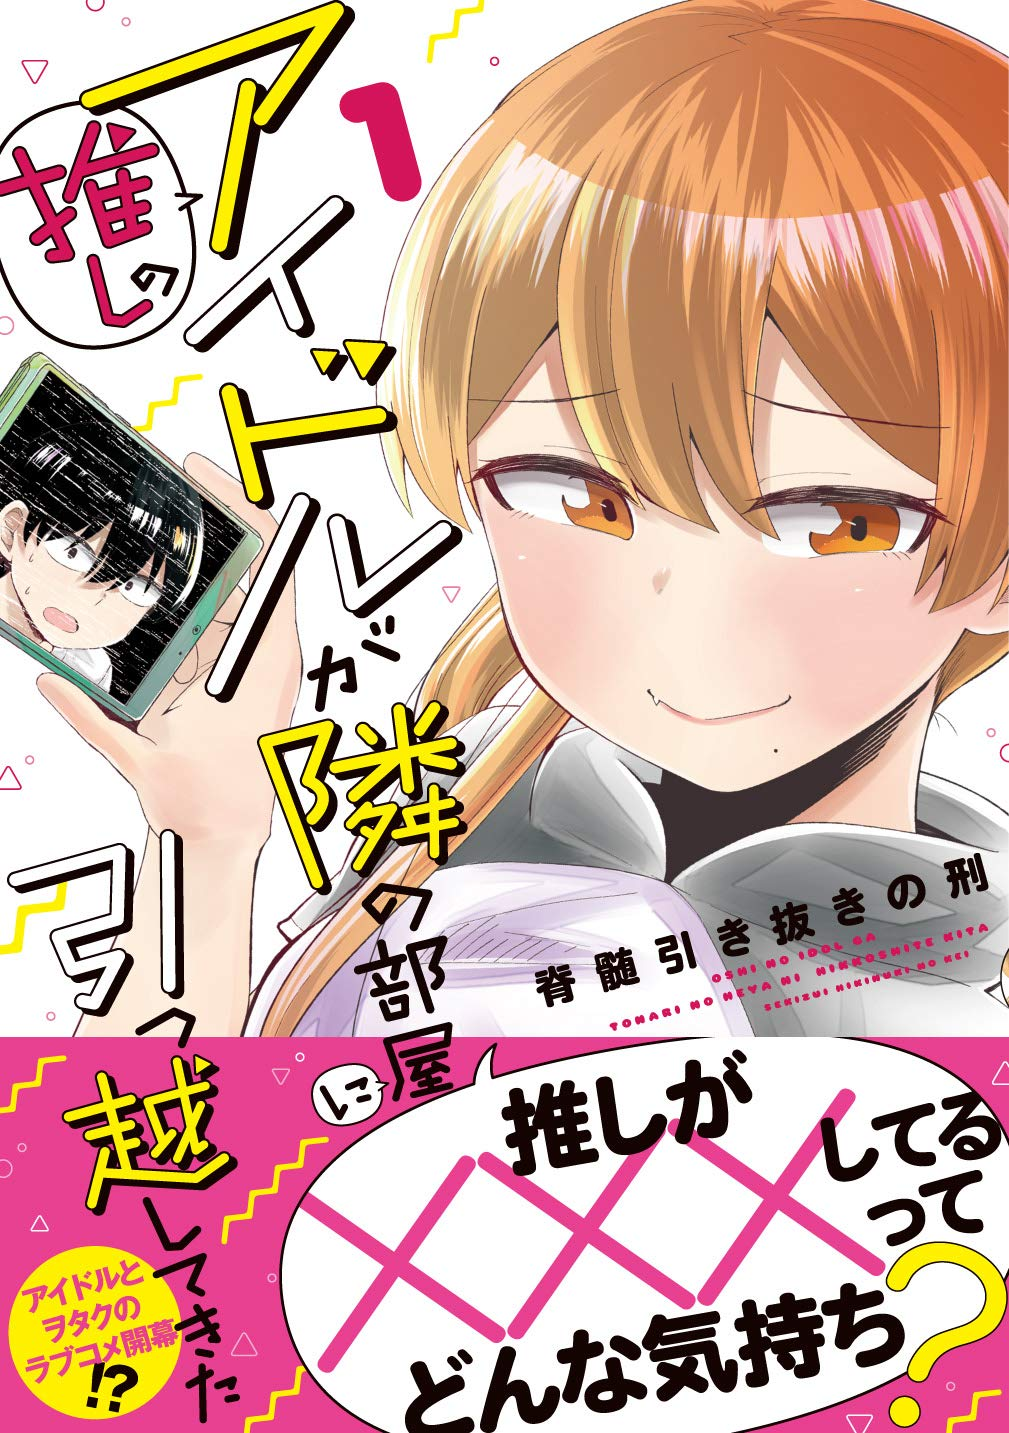 1
推しの
アイドルが
隣の部屋
に
引っ越してきた
脊髄引き抜きの刑
OSHI NO IDOL GA
TONARI NO HEYA NI HIKKOSHITE KITA
SEKIZUI HIKINUKI NO KEI
推しが
×××してる
って
どんな気持ち?
アイドルと
ヲタクの
ラブコメ開幕
!?